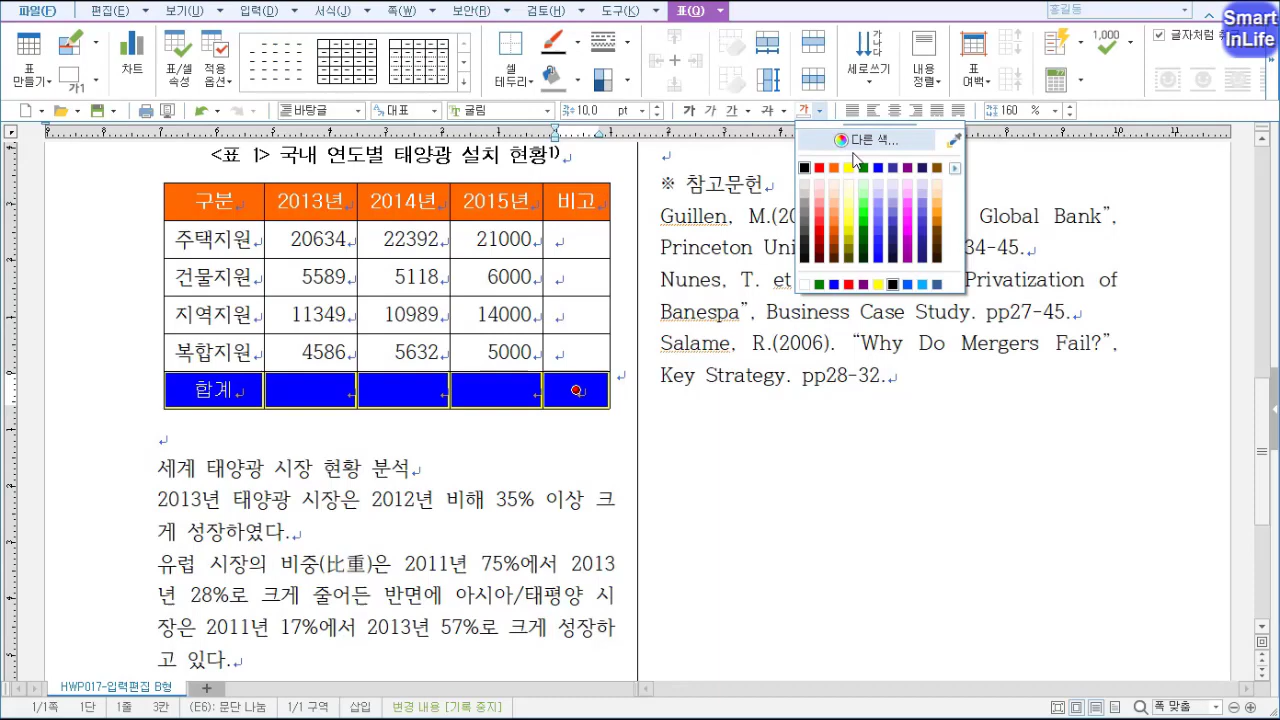 파일(F) 편집(E) 보기(U) 입력(D) 서식(J) 쪽(W) 보안(R) 검토(H) 도구(K) 표(Q) 홍길동
Smart
InLife
표
만들기
가1
차트
표/셀
속성
적용
옵션
셀
테두리
가
나
다
세로쓰기
내용
정렬
표
여백
1,000
글자처럼 취
바탕글 대표 굴림 10.0 pt 가 가 가 가 가 160 %
다른 색...
<표 1> 국내 연도별 태양광 설치 현황1)
구분 2013년 2014년 2015년 비고
주택지원 20634 22392 21000
건물지원 5589 5118 6000
지역지원 11349 10989 14000
복합지원 4586 5632 5000
합계
세계 태양광 시장 현황 분석
2013년 태양광 시장은 2012년 비해 35% 이상 크
게 성장하였다.
유럽 시장의 비중(比重)은 2011년 75%에서 2013
년 28%로 크게 줄어든 반면에 아시아/태평양 시
장은 2011년 17%에서 2013년 57%로 크게 성장하
고 있다.
※ 참고문헌
Guillen, M.(20 Global Bank”,
Princeton Uni 34-45.
Nunes, T. et Privatization of
Banespa”, Business Case Study. pp27-45.
Salame, R.(2006). “Why Do Mergers Fail?”,
Key Strategy. pp28-32.
HWP017-입력편집 B형
1/1쪽 1단 1줄 3칸 (E6): 문단 나눔 1/1 구역 삽입 변경 내용 [기록 중지] 폭 맞춤